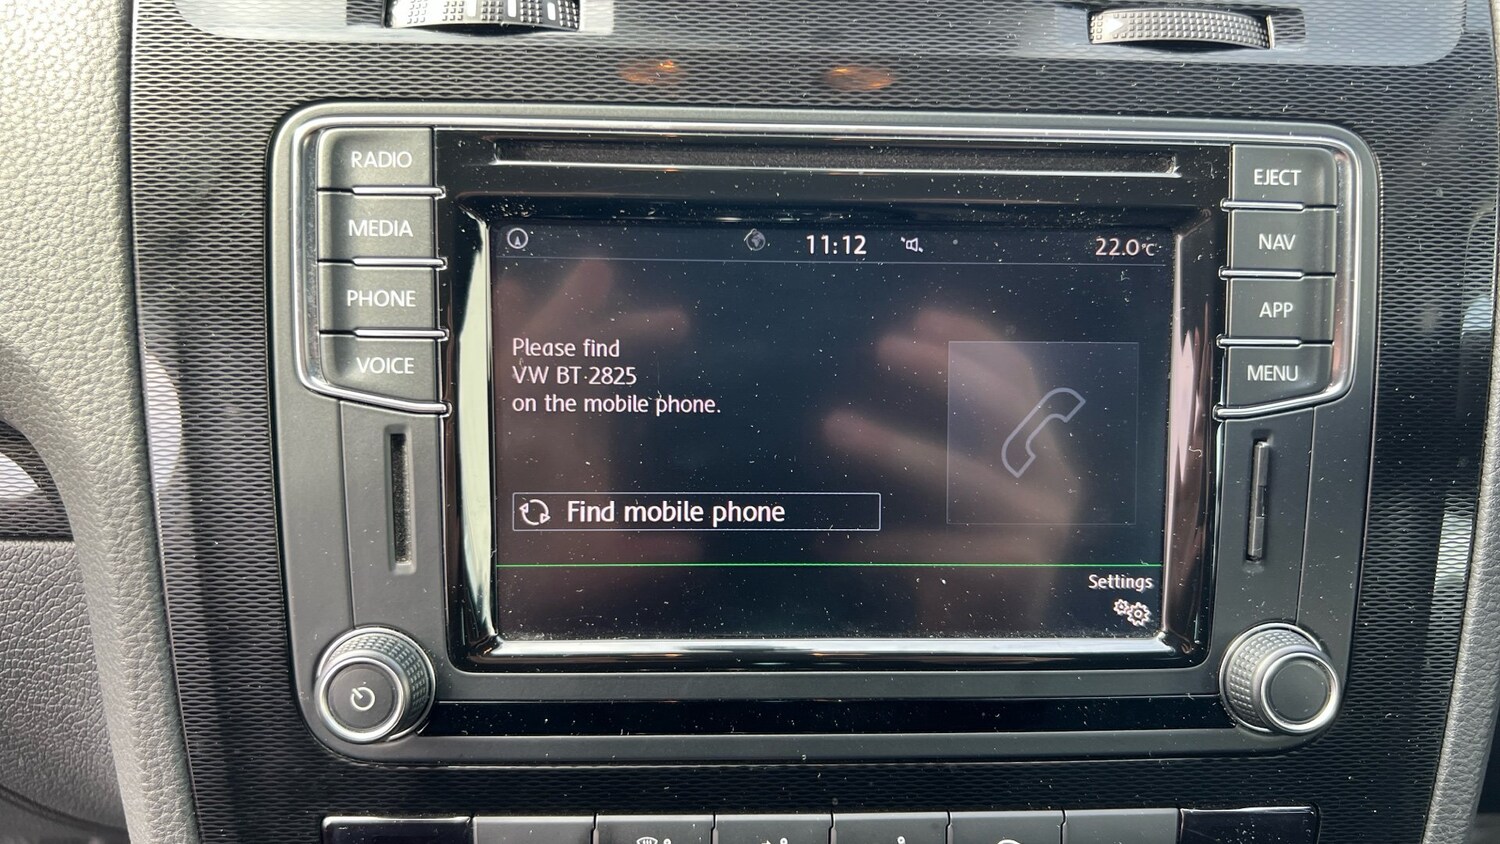 RADIO
MEDIA
PHONE
VOICE
EJECT
NAV
APP
MENU
11:12
22.0°C
Please find
VW BT 2825
on the mobile phone.
Find mobile phone
Settings